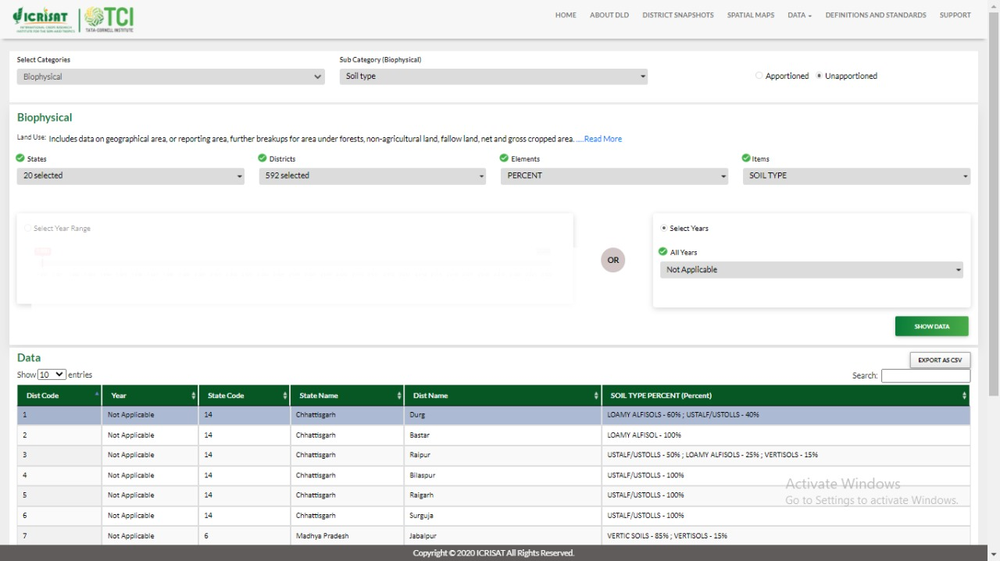 ICRISAT
INTERNATIONAL CROPS RESEARCH
INSTITUTE FOR THE SEMI-ARID TROPICS
TCI
TATA-CORNELL INSTITUTE
HOME ABOUT DLD DISTRICT SNAPSHOTS SPATIAL MAPS DATA DEFINITIONS AND STANDARDS SUPPORT
Select Categories Sub Category (Biophysical)
Biophysical Soil type Apportioned Unapportioned
Biophysical
Land Use: Includes data on geographical area, or reporting area, further breakups for area under forests, non-agricultural land, fallow land, net and gross cropped area. ....Read More
States Districts Elements Items
20 selected 592 selected PERCENT SOIL TYPE
Select Year Range Select Years
OR All Years
Not Applicable
SHOW DATA
Data EXPORT AS CSV
Show 10 entries Search:
Dist Code Year State Code State Name Dist Name SOIL TYPE PERCENT (Percent)
1 Not Applicable 14 Chhattisgarh Durg LOAMY ALFISOLS - 60% ; USTALF/USTOLLS - 40%
2 Not Applicable 14 Chhattisgarh Bastar LOAMY ALFISOL - 100%
3 Not Applicable 14 Chhattisgarh Raipur USTALF/USTOLLS - 50% ; LOAMY ALFISOLS - 25% ; VERTISOLS - 15%
4 Not Applicable 14 Chhattisgarh Bilaspur USTALF/USTOLLS - 100%
5 Not Applicable 14 Chhattisgarh Raigarh USTALF/USTOLLS - 100%
6 Not Applicable 14 Chhattisgarh Surguja USTALF/USTOLLS - 100%
7 Not Applicable 6 Madhya Pradesh Jabalpur VERTIC SOILS - 85% ; VERTISOLS - 15%
Activate Windows
Go to Settings to activate Windows.
Copyright © 2020 ICRISAT All Rights Reserved.